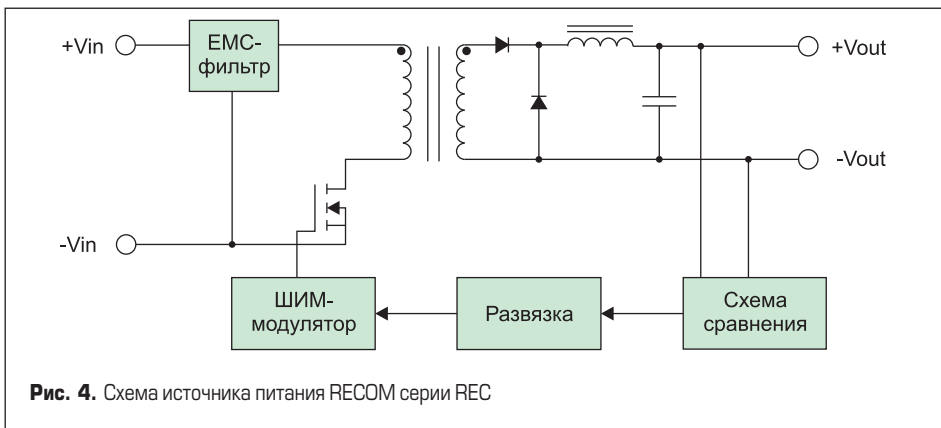 +Vin
EMC-
фильтр
+Vout
-Vout
-Vin
ШИМ-
модулятор
Развязка
Схема
сравнения
Рис. 4. Схема источника питания RECOM серии REC